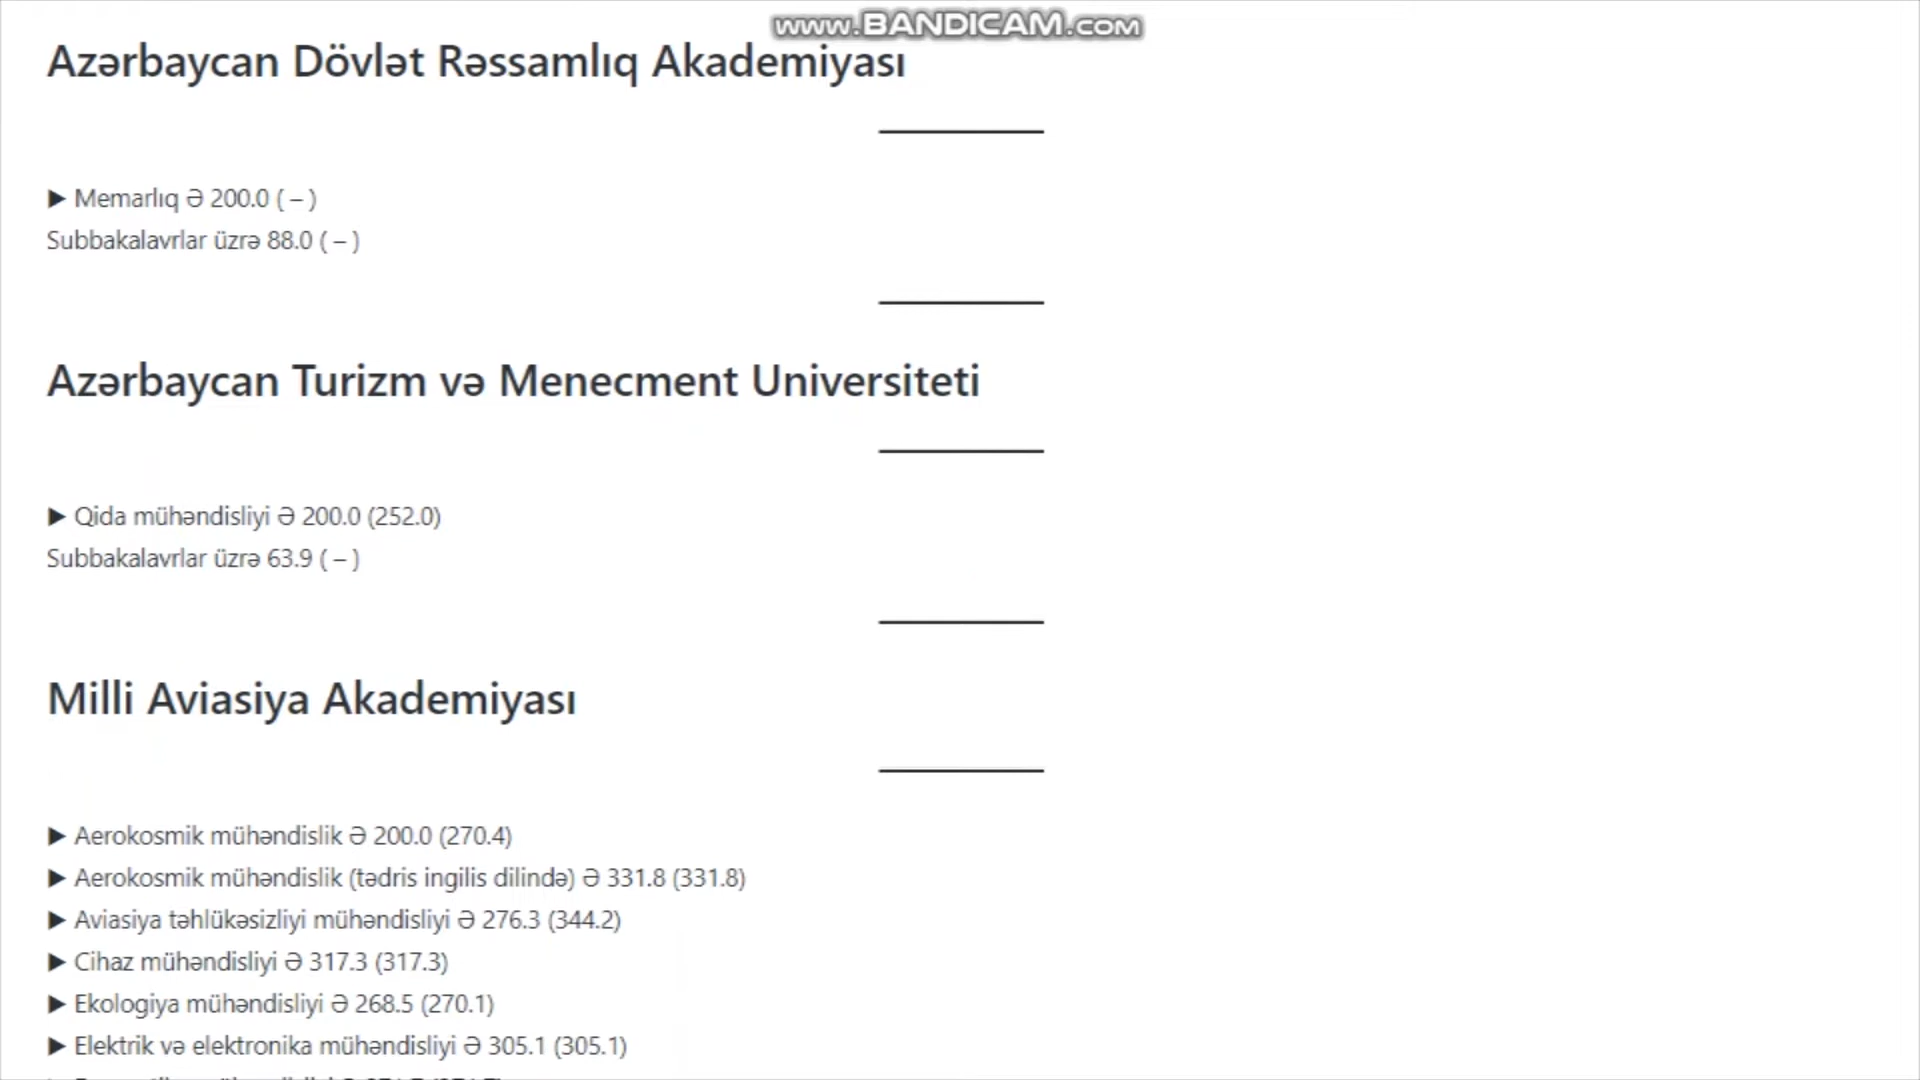 www.BANDICAM.com
Azərbaycan Dövlət Rəssamlıq Akademiyası
▶ Memarlıq Ə 200.0 ( – )
Subbakalavrlar üzrə 88.0 ( – )
Azərbaycan Turizm və Menecment Universiteti
▶ Qida mühəndisliyi Ə 200.0 (252.0)
Subbakalavrlar üzrə 63.9 ( – )
Milli Aviasiya Akademiyası
▶ Aerokosmik mühəndislik Ə 200.0 (270.4)
▶ Aerokosmik mühəndislik (tədris ingilis dilində) Ə 331.8 (331.8)
▶ Aviasiya təhlükəsizliyi mühəndisliyi Ə 276.3 (344.2)
▶ Cihaz mühəndisliyi Ə 317.3 (317.3)
▶ Ekologiya mühəndisliyi Ə 268.5 (270.1)
▶ Elektrik və elektronika mühəndisliyi Ə 305.1 (305.1)